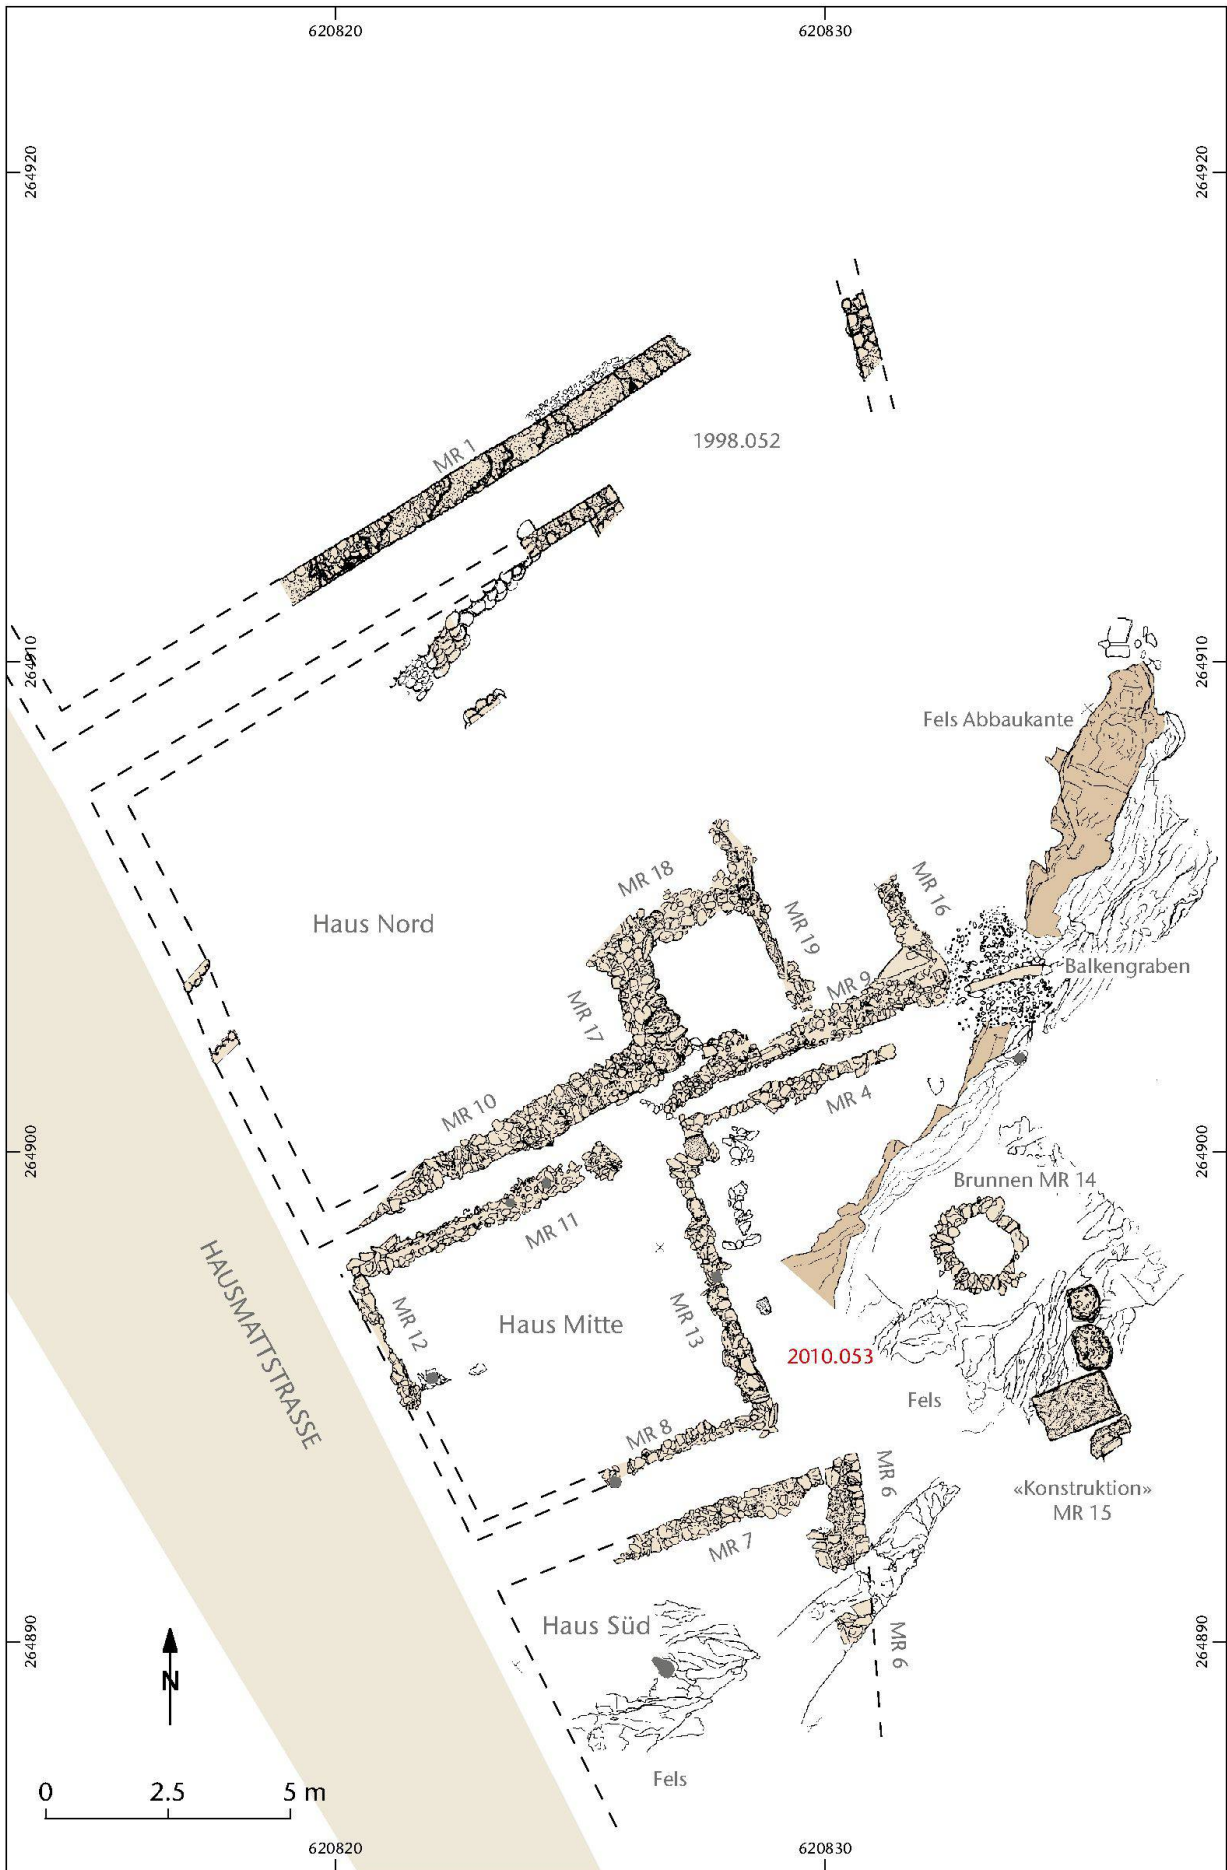 620820
620830
264920
264920
MR 1
1998.052
264910
264910
Fels Abbaukante
MR 18
MR 16
Haus Nord
MR 19
Balkengraben
MR 9
MR 17
MR 10
MR 4
264900
264900
Brunnen MR 14
MR 11
HAUSMATTSTRASSE
MR 12
Haus Mitte
MR 13
2010.053
Fels
MR 8
MR 6
«Konstruktion»
MR 15
MR 7
Haus Süd
MR 6
264890
264890
N
Fels
0 2.5 5 m
620820
620830